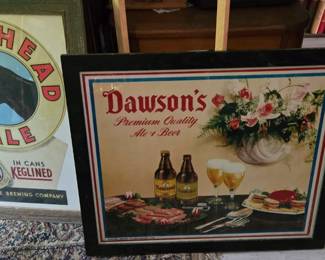 HEAD
ALE
IN CANS
KEGLINED
BREWING COMPANY
Dawson's
Premium Quality
Ale & Beer